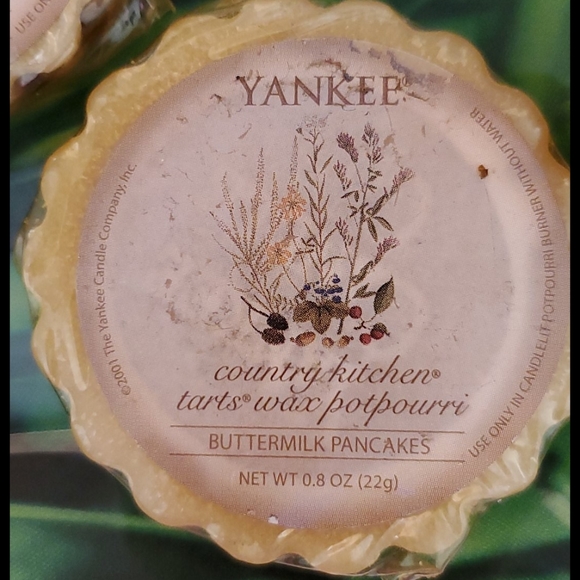 USE ON
YANKEE®
©2001 The Yankee Candle Company, Inc.
USE ONLY IN CANDLELIT POTPOURRI BURNER WITHOUT WATER
country kitchen®
tarts® wax potpourri
BUTTERMILK PANCAKES
NET WT 0.8 OZ (22g)